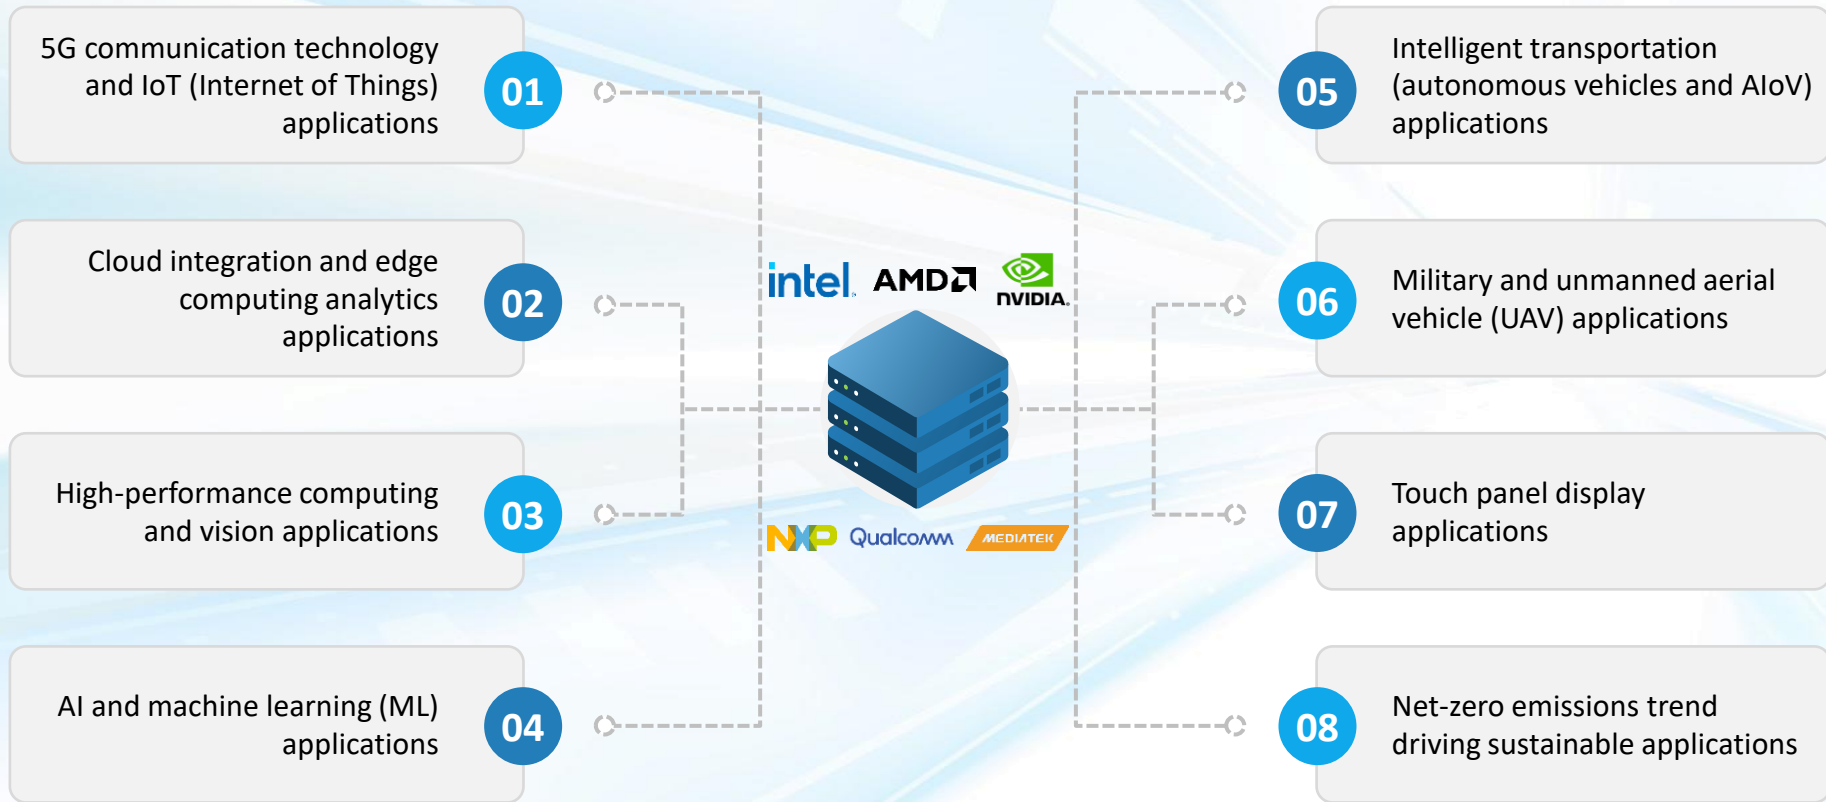 5G communication technology
and IoT (Internet of Things)
applications
01
Cloud integration and edge
computing analytics
applications
02
High-performance computing
and vision applications
03
AI and machine learning (ML)
applications
04
intel.
AMD
NVIDIA.
NXP
Qualcomm
MEDIATEK
05
Intelligent transportation
(autonomous vehicles and AIoV)
applications
06
Military and unmanned aerial
vehicle (UAV) applications
07
Touch panel display
applications
08
Net-zero emissions trend
driving sustainable applications